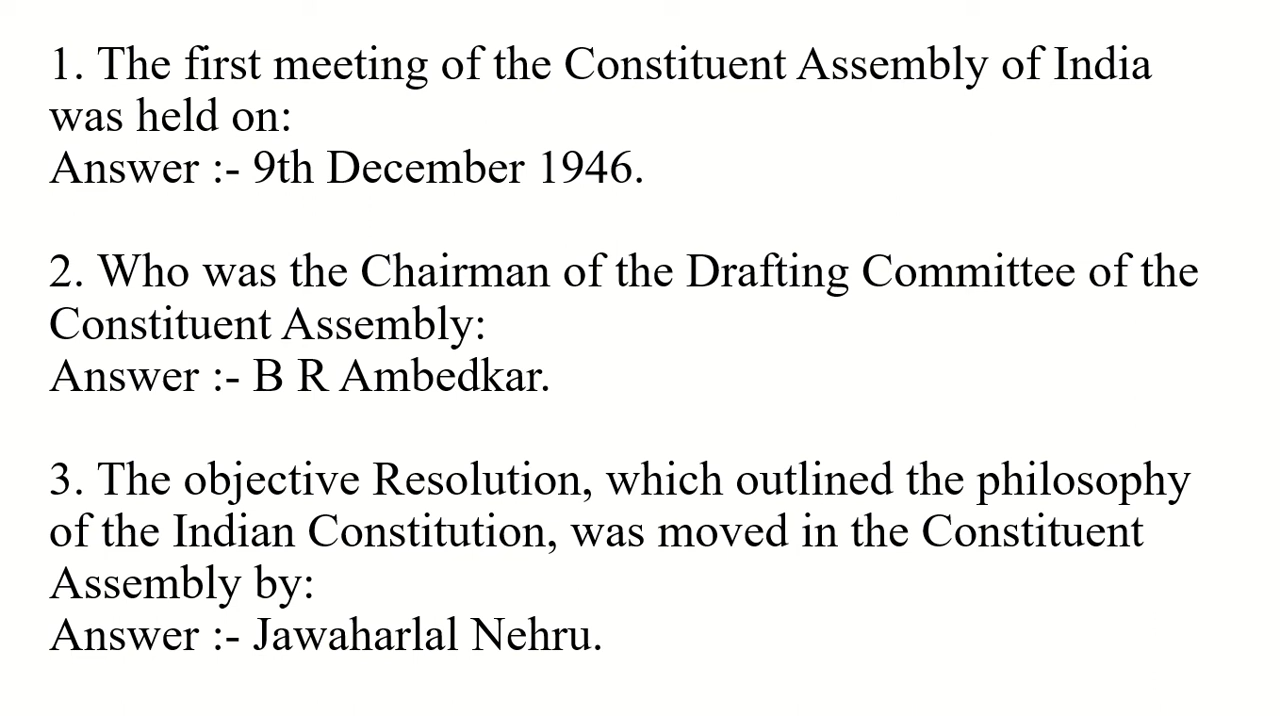 1. The first meeting of the Constituent Assembly of India
was held on:
Answer :- 9th December 1946.
2. Who was the Chairman of the Drafting Committee of the
Constituent Assembly:
Answer :- B R Ambedkar.
3. The objective Resolution, which outlined the philosophy
of the Indian Constitution, was moved in the Constituent
Assembly by:
Answer :- Jawaharlal Nehru.